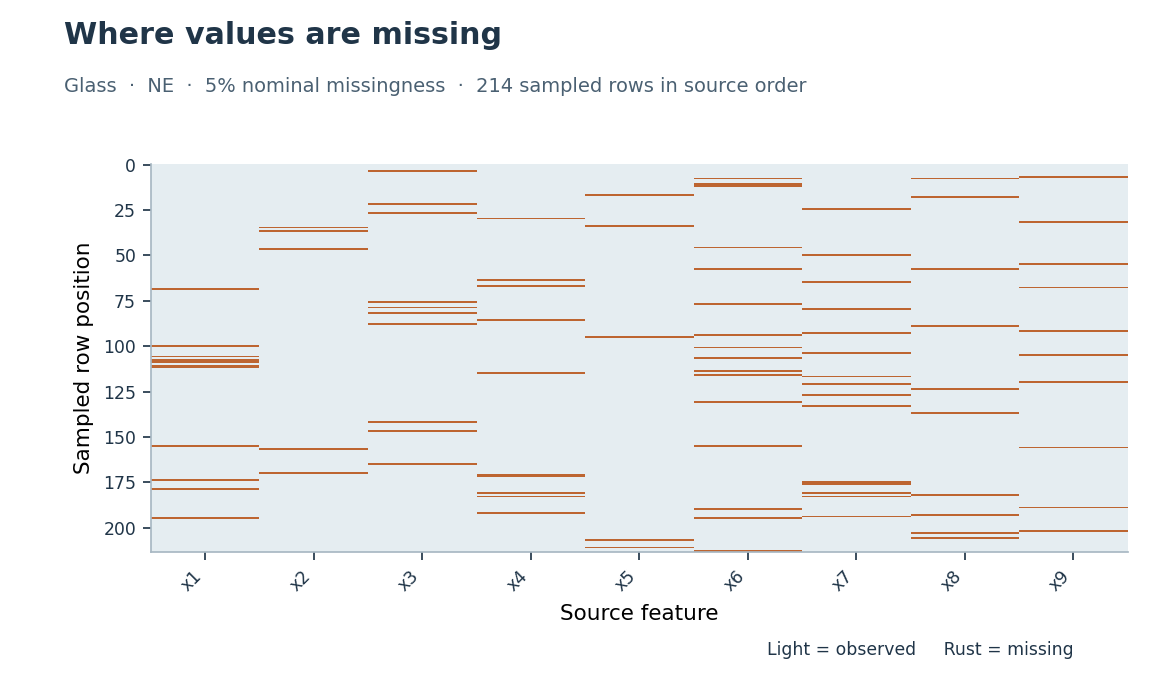 Where values are missing
Glass · NE · 5% nominal missingness · 214 sampled rows in source order
0
25
50
75
100
125
150
175
200
Sampled row position
x1 x2 x3 x4 x5 x6 x7 x8 x9
Source feature
Light = observed Rust = missing